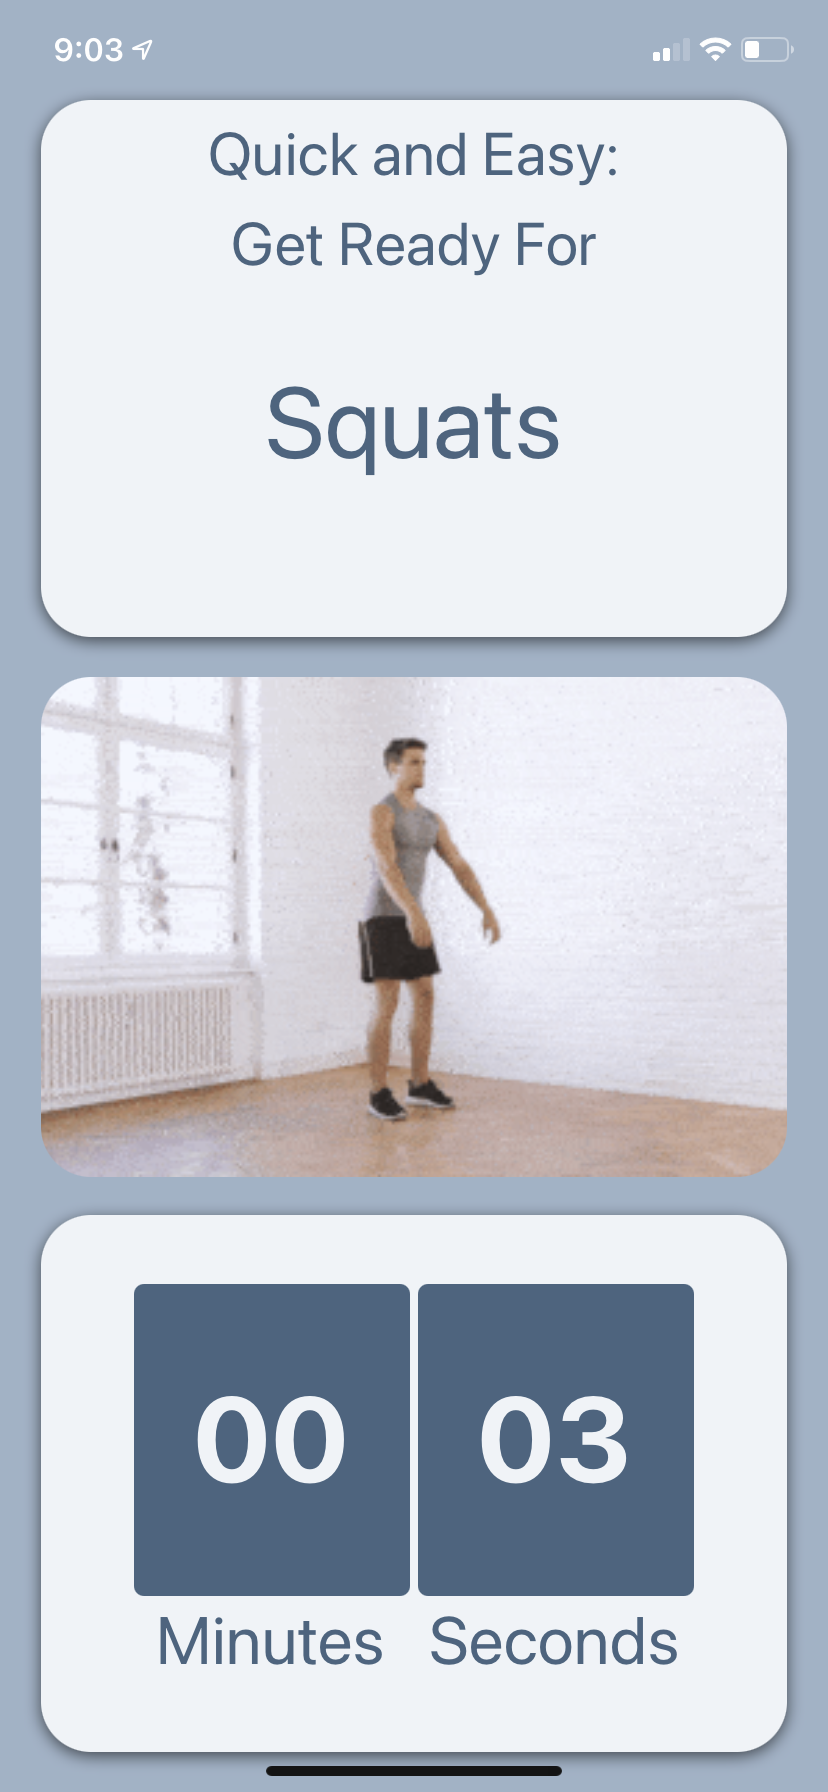 9:03
Quick and Easy:
Get Ready For
Squats
00 03
Minutes Seconds